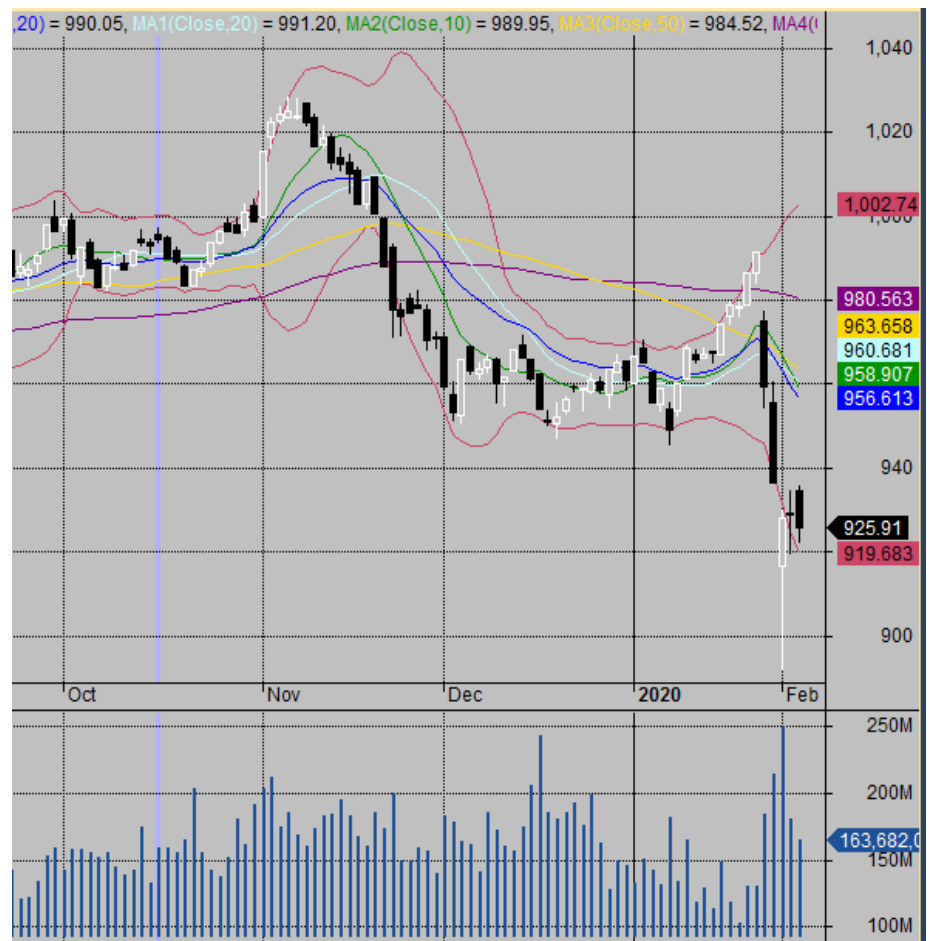 ,20) = 990.05, MA1(Close,20) = 991.20, MA2(Close,10) = 989.95, MA3(Close,50) = 984.52, MA4(
1,040
1,020
1,002.74
1,000
980.563
963.658
960.681
958.907
956.613
940
925.91
919.683
900
Oct Nov Dec 2020 Feb
250M
200M
163,682,0
150M
100M